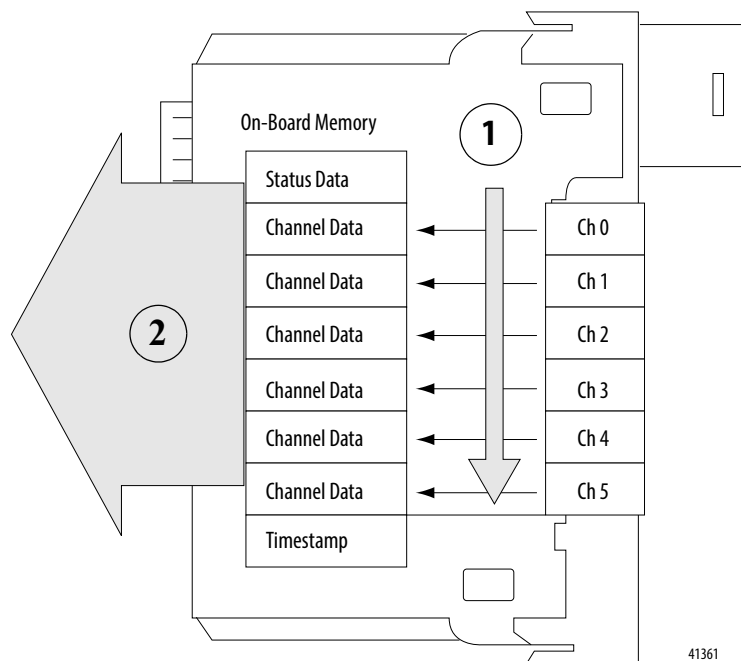 On-Board Memory
1
Status Data
Channel Data
Ch 0
Channel Data
Ch 1
2
Channel Data
Ch 2
Channel Data
Ch 3
Channel Data
Ch 4
Channel Data
Ch 5
Timestamp
41361